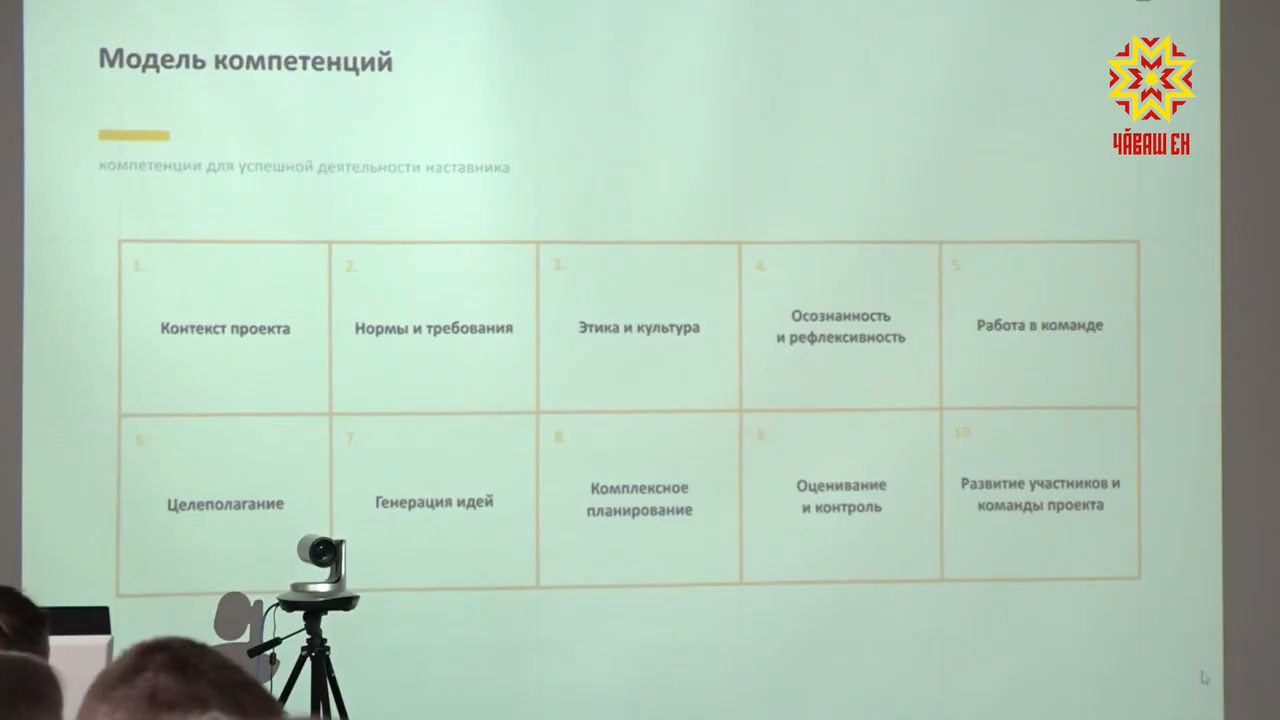 Модель компетенций
ЧӐВАШ ЕН
компетенции для успешной деятельности наставника
1.
2.
3.
4.
5.
Контекст проекта
Нормы и требования
Этика и культура
Осознанность
и рефлексивность
Работа в команде
6.
7.
8.
9.
10.
Целеполагание
Генерация идей
Комплексное
планирование
Оценивание
и контроль
Развитие участников и
команды проекта